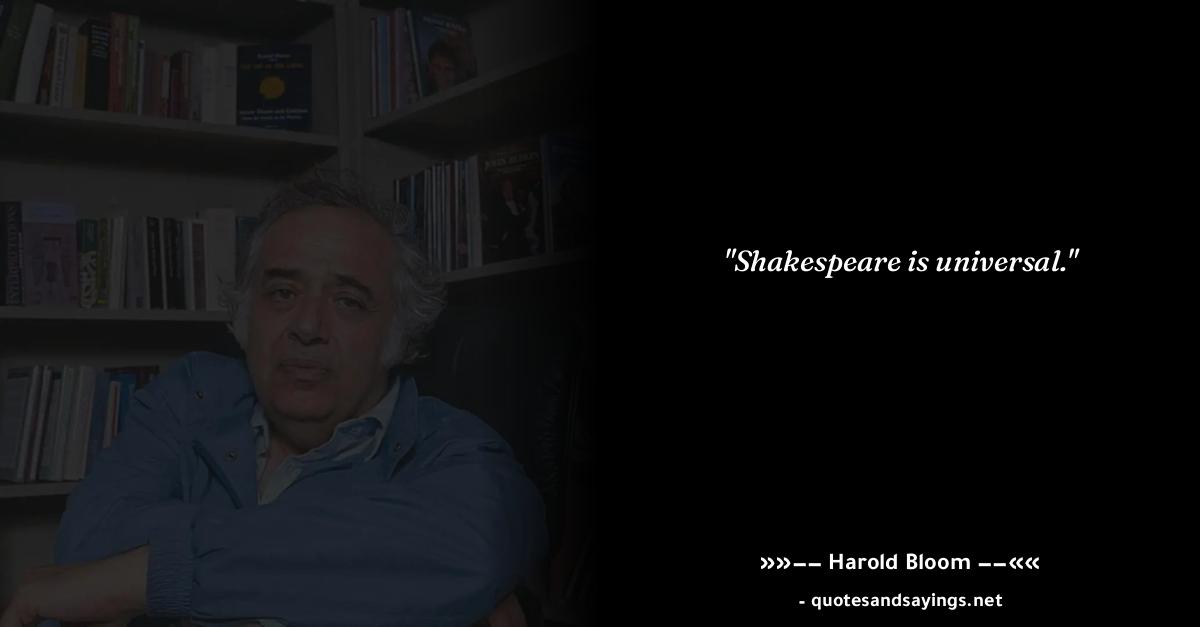 "Shakespeare is universal."
»»−− Harold Bloom −−««
- quotesandsayings.net